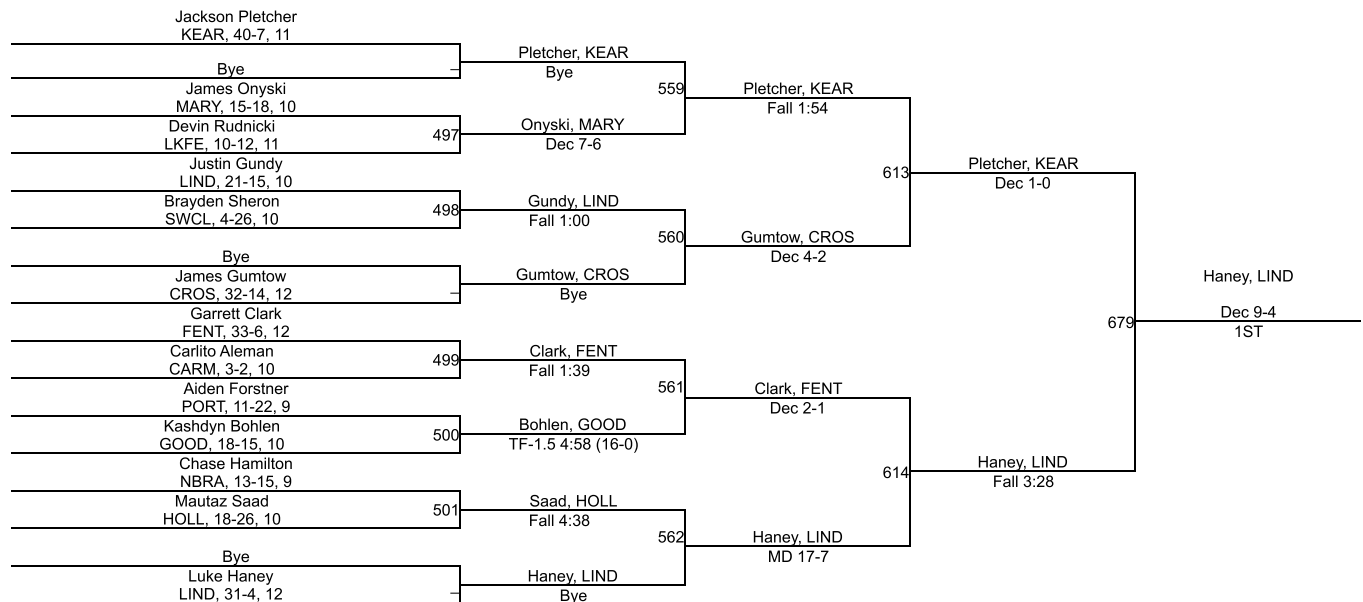 Jackson Pletcher
KEAR, 40-7, 11
Bye
James Onyski
MARY, 15-18, 10
Devin Rudnicki
LKFE, 10-12, 11
Justin Gundy
LIND, 21-15, 10
Brayden Sheron
SWCL, 4-26, 10
Bye
James Gumtow
CROS, 32-14, 12
Garrett Clark
FENT, 33-6, 12
Carlito Aleman
CARM, 3-2, 10
Aiden Forstner
PORT, 11-22, 9
Kashdyn Bohlen
GOOD, 18-15, 10
Chase Hamilton
NBRA, 13-15, 9
Mautaz Saad
HOLL, 18-26, 10
Bye
Luke Haney
LIND, 31-4, 12
497
498
499
500
501
Pletcher, KEAR
Bye
Onyski, MARY
Dec 7-6
Gundy, LIND
Fall 1:00
Gumtow, CROS
Bye
Clark, FENT
Fall 1:39
Bohlen, GOOD
TF-1.5 4:58 (16-0)
Saad, HOLL
Fall 4:38
Haney, LIND
Bye
559
560
561
562
Pletcher, KEAR
Fall 1:54
Gumtow, CROS
Dec 4-2
Clark, FENT
Dec 2-1
Haney, LIND
MD 17-7
613
614
Pletcher, KEAR
Dec 1-0
Haney, LIND
Fall 3:28
679
Haney, LIND
Dec 9-4
1ST